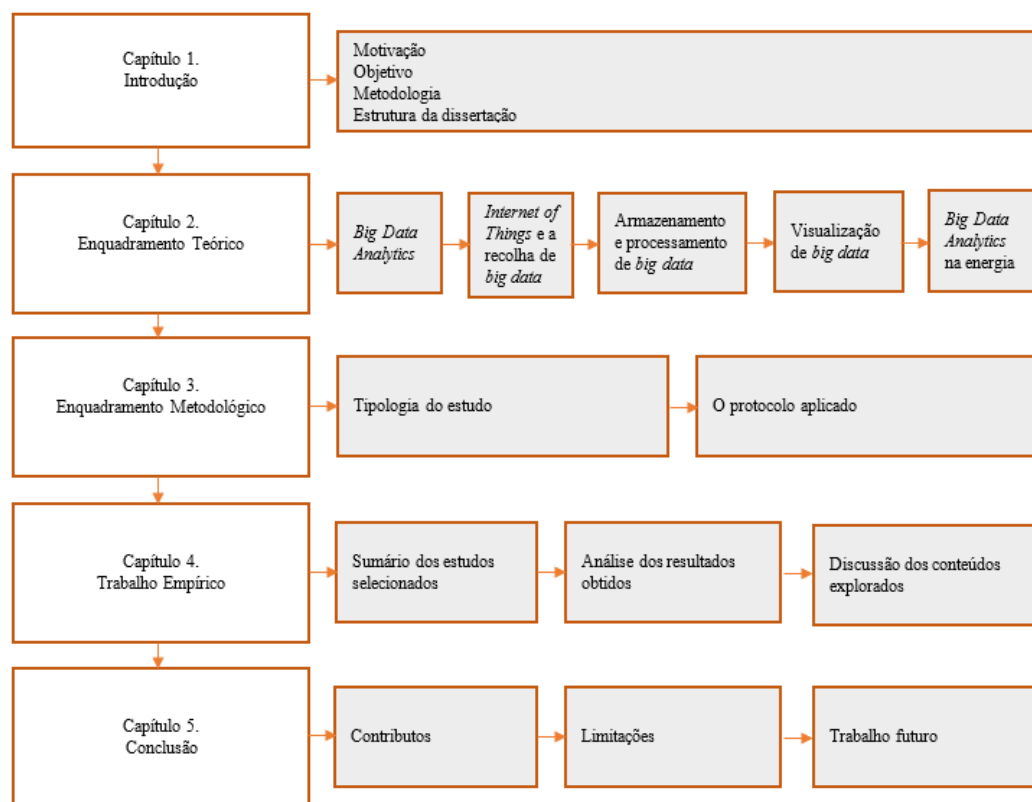 Capítulo 1.
Introdução
Motivação
Objetivo
Metodologia
Estrutura da dissertação
Capítulo 2.
Enquadramento Teórico
Big Data
Analytics
Internet of
Things e a
recolha de
big data
Armazenamento
e processamento
de big data
Visualização
de big data
Big Data
Analytics
na energia
Capítulo 3.
Enquadramento Metodológico
Tipologia do estudo
O protocolo aplicado
Capítulo 4.
Trabalho Empírico
Sumário dos estudos
selecionados
Análise dos resultados
obtidos
Discussão dos conteúdos
explorados
Capítulo 5.
Conclusão
Contributos
Limitações
Trabalho futuro